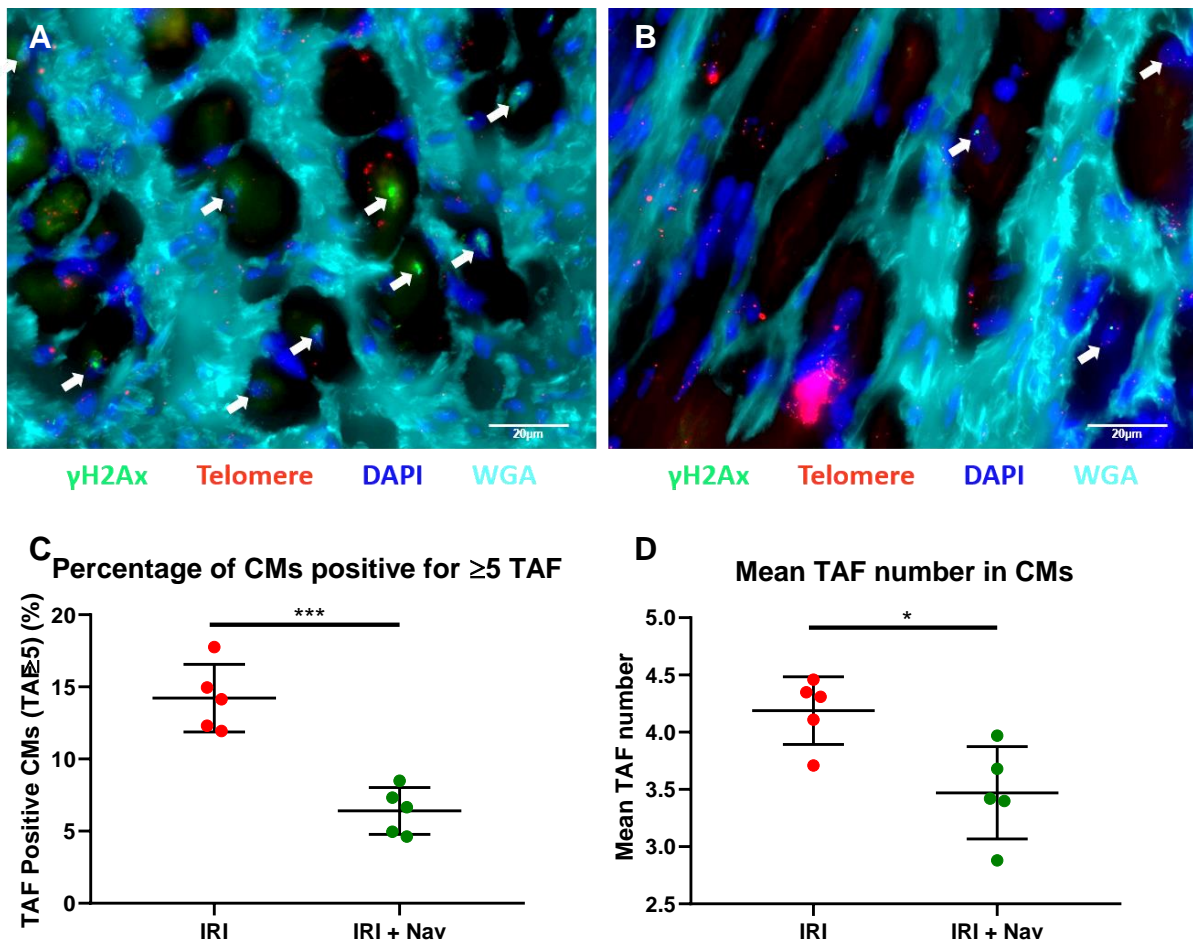 A
B
20μm
20μm
γH2Ax Telomere DAPI WGA
γH2Ax Telomere DAPI WGA
C
Percentage of CMs positive for ≥5 TAF
TAF Positive CMs (TAF≥5) (%)
20
15
10
5
0
***
IRI
IRI + Nav
D
Mean TAF number in CMs
Mean TAF number
5.0
4.5
4.0
3.5
3.0
2.5
*
IRI
IRI + Nav